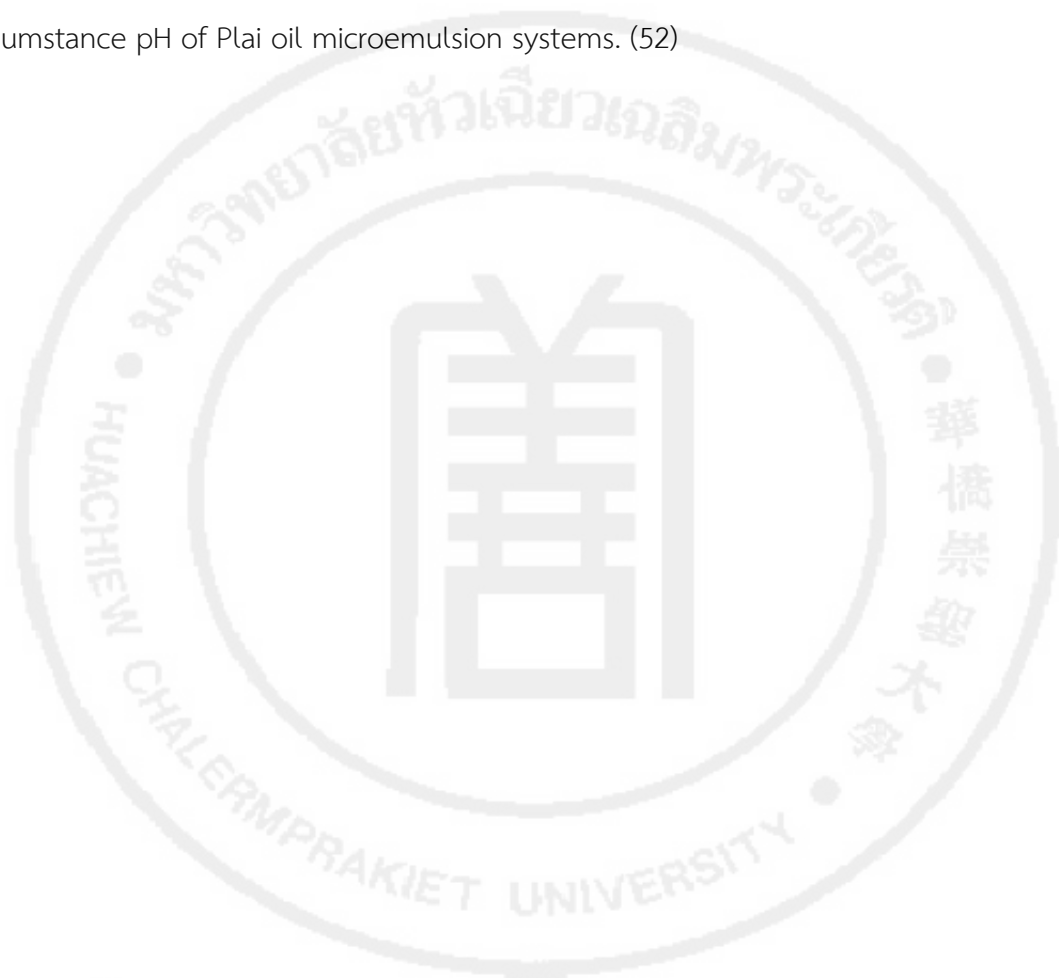 umstance pH of Plai oil microemulsion systems. (52)
มหาวิทยาลัยหัวเฉียวเฉลิมพระเกียรติ
華僑崇聖大學
HUACHIEW CHALERMPRAKIET UNIVERSITY